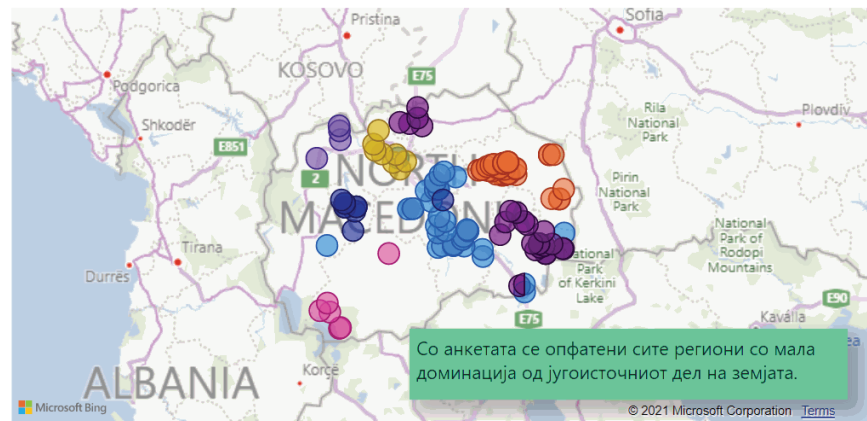 Pristina
Sofia
KOSOVO
E75
Podgorica
Rila
National
Park
Plovdiv
Shkodër
E851
2
NORTH
MACEDONIA
Pirin
National
Park
Tirana
National
Park of
Rodopi
Mountains
National
Park
of Kerkini
Lake
Durrës
E90
E75
Kavála
Korçë
ALBANIA
Со анкетата се опфатени сите региони со мала
доминација од југоисточниот дел на земјата.
Microsoft Bing
© 2021 Microsoft Corporation Terms